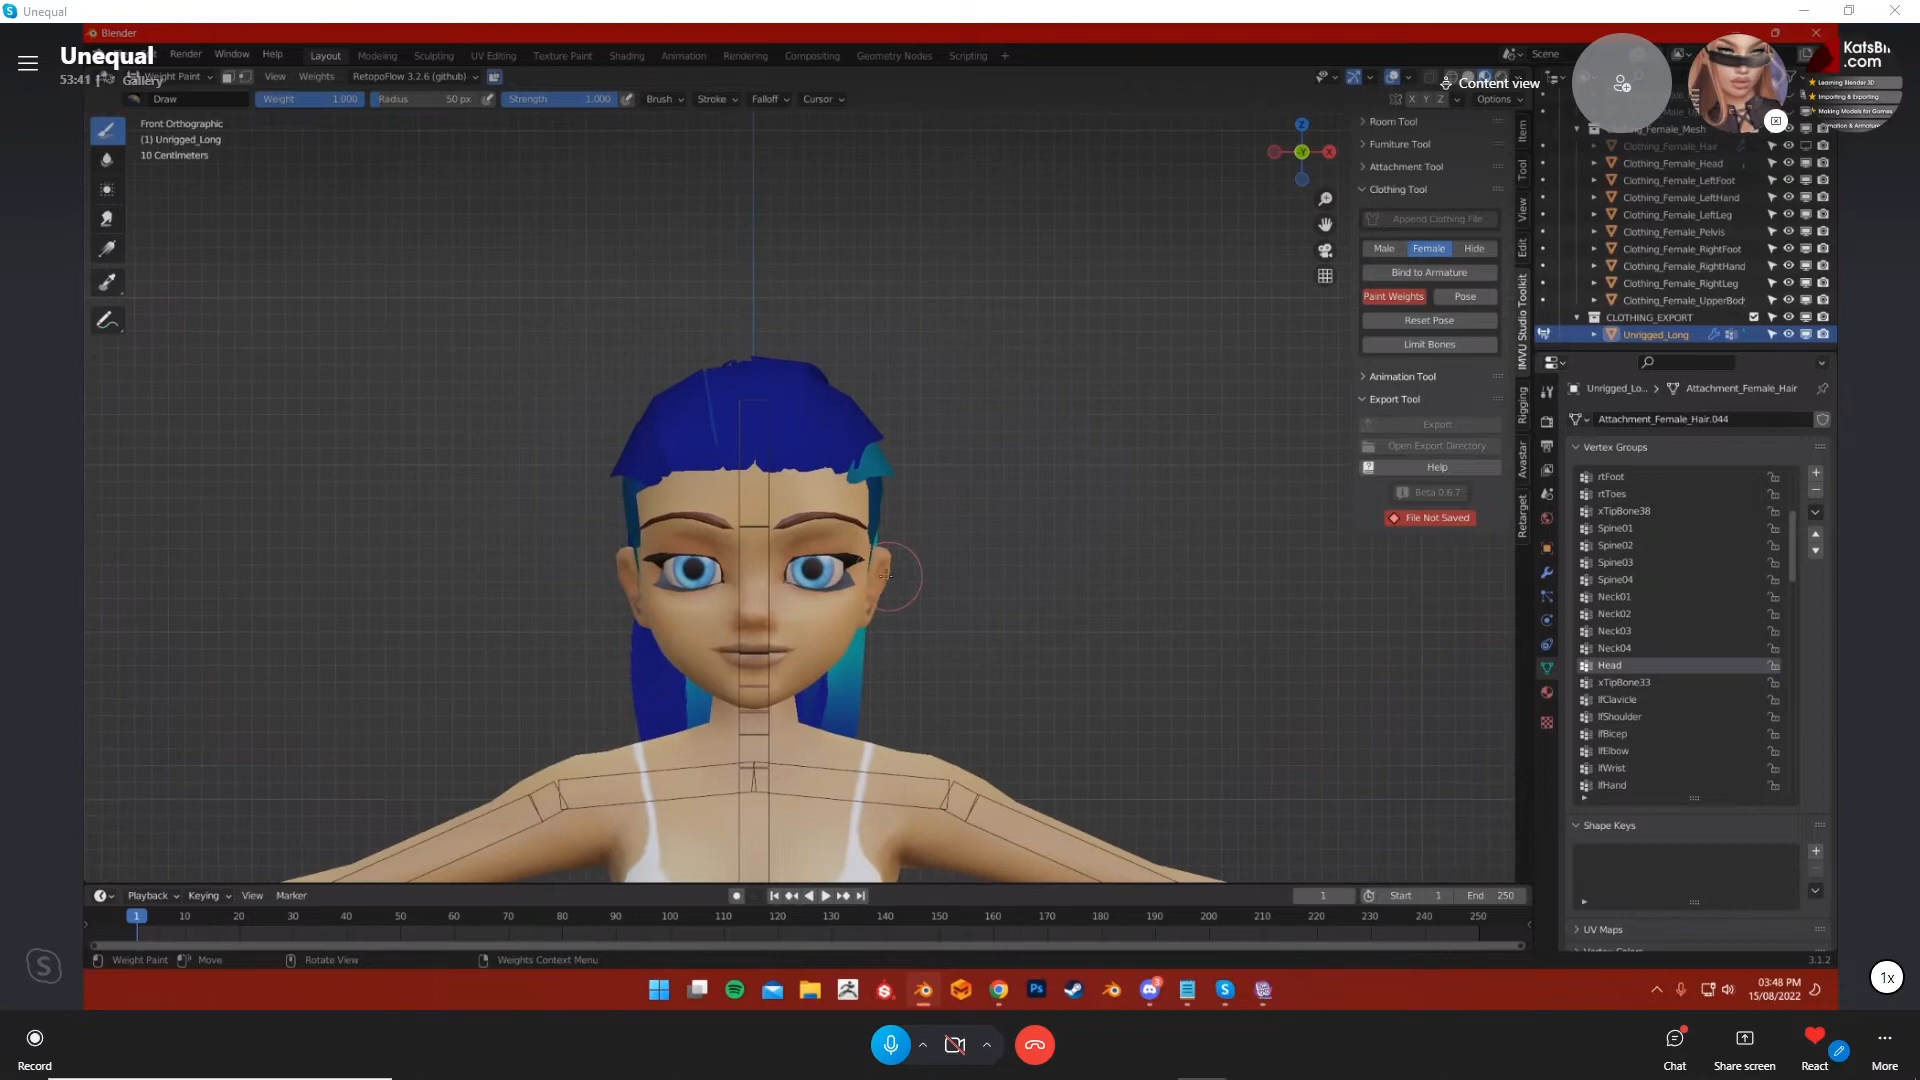 Unequal
Blender
Unequal
53:41
Gallery
Render Window Help
Layout Modeling Sculpting UV Editing Texture Paint Shading Animation Rendering Compositing Geometry Nodes Scripting +
Scene
Weight Paint View Weights RetopoFlow 3.2.6 (github)
Draw Weight 1.000 Radius 50 px Strength 1.000 Brush Stroke Falloff Cursor
X Y Z Options
Content view
KatsBi
.com
Learning Blender 3D
Importing & Exporting
Making Models for Games
Front Orthographic
(1) Unrigged_Long
10 Centimeters
Z
-Y
X
Room Tool
Furniture Tool
Attachment Tool
Clothing Tool
Append Clothing File
Male Female Hide
Bind to Armature
Paint Weights Pose
Reset Pose
Limit Bones
Animation Tool
Export Tool
Export
Open Export Directory
Help
Beta 0.6.7
File Not Saved
Item
Tool
View
Edit
IMVU Studio Toolkit
Rigging
Avastar
Retarget
Clothing_Female_Hair
Clothing_Female_Head
Clothing_Female_LeftFoot
Clothing_Female_LeftHand
Clothing_Female_LeftLeg
Clothing_Female_Pelvis
Clothing_Female_RightFoot
Clothing_Female_RightHand
Clothing_Female_RightLeg
Clothing_Female_UpperBody
CLOTHING_EXPORT
Unrigged_Long
Unrigged_Lo... > Attachment_Female_Hair
Attachment_Female_Hair.044
Vertex Groups
rtFoot
rtToes
xTipBone38
Spine01
Spine02
Spine03
Spine04
Neck01
Neck02
Neck03
Neck04
Head
xTipBone33
lfClavicle
lfShoulder
lfBicep
lfElbow
lfWrist
lfHand
Shape Keys
UV Maps
Playback Keying View Marker
1 Start 1 End 250
1 10 20 30 40 50 60 70 80 90 100 110 120 130 140 150 160 170 180 190 200 210 220 230 240 250
Weight Paint Move Rotate View Weights Context Menu
3.1.2
Ps
03:48 PM
15/08/2022
1x
Record
Chat Share screen React More